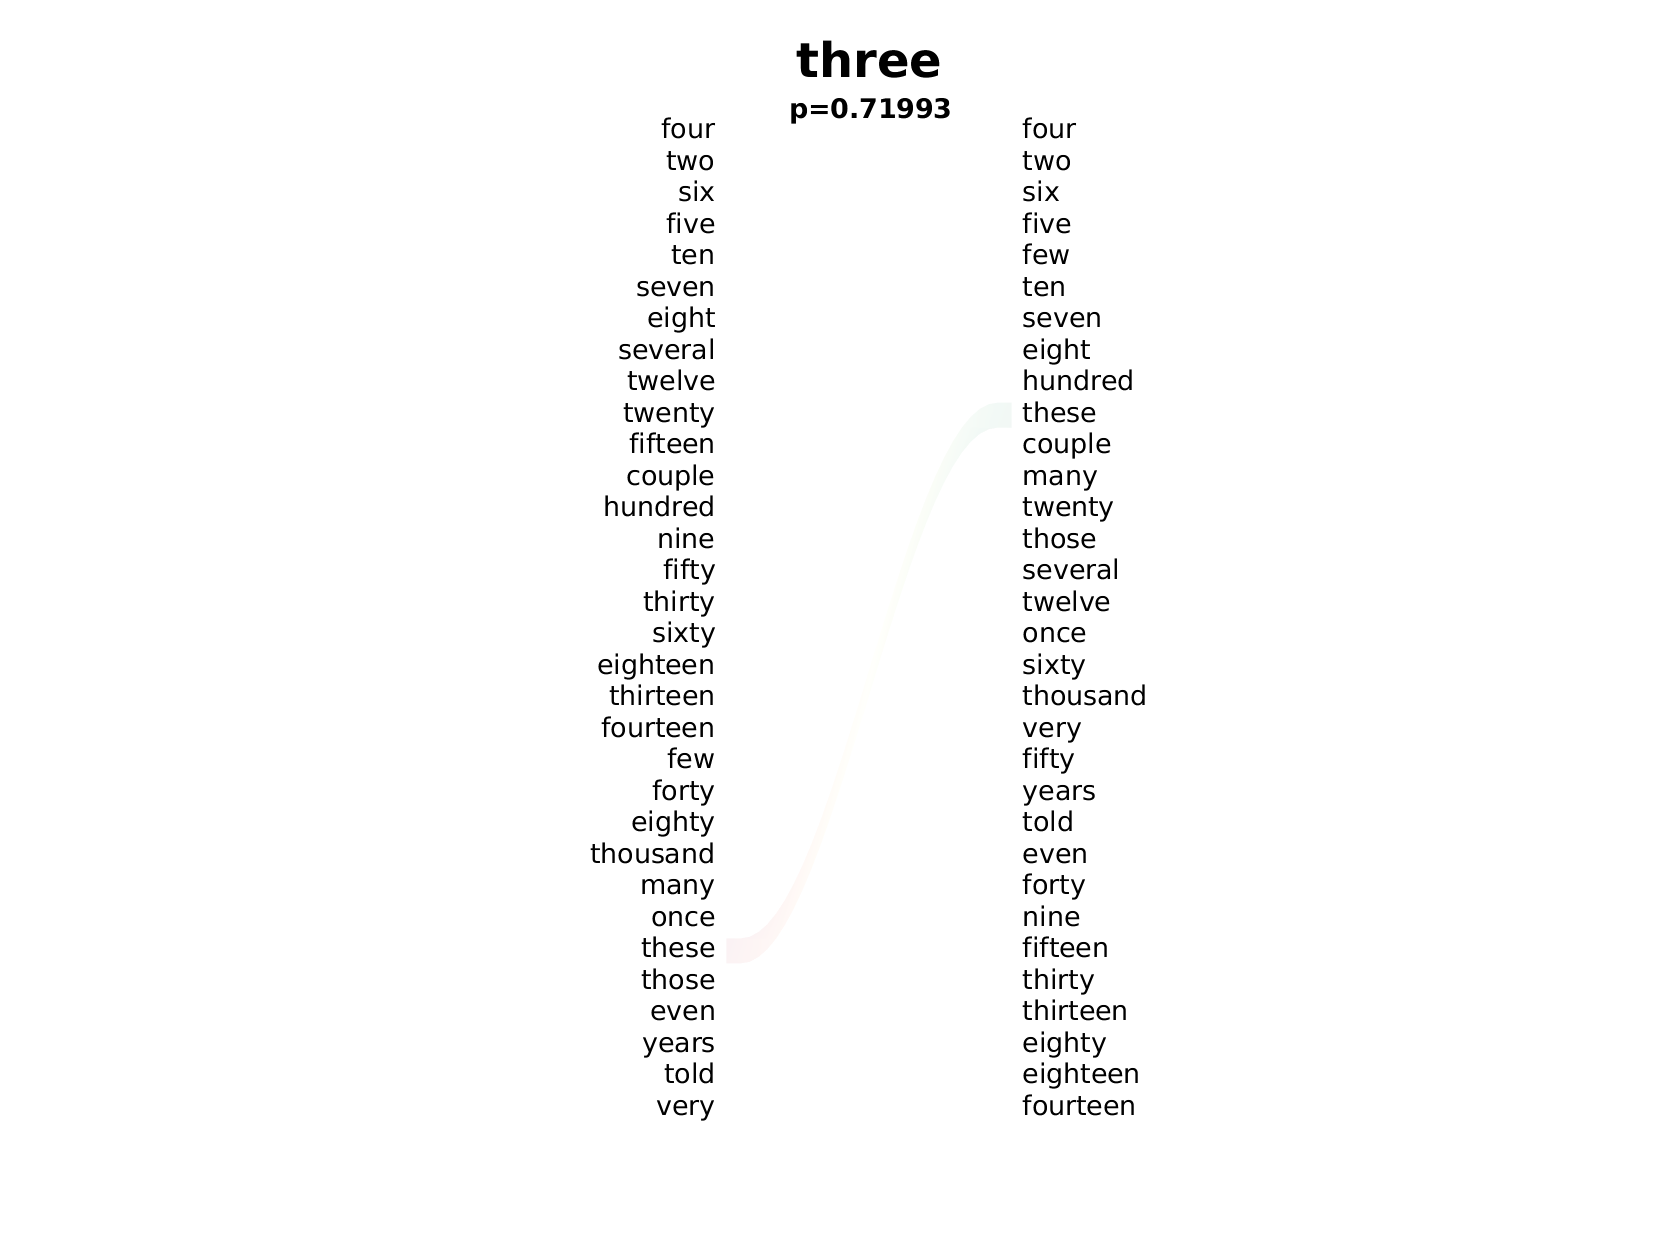 three
p=0.71993
four four
two two
six six
five five
ten few
seven ten
eight seven
several eight
twelve hundred
twenty these
fifteen couple
couple many
hundred twenty
nine those
fifty several
thirty twelve
sixty once
eighteen sixty
thirteen thousand
fourteen very
few fifty
forty years
eighty told
thousand even
many forty
once nine
these fifteen
those thirty
even thirteen
years eighty
told eighteen
very fourteen